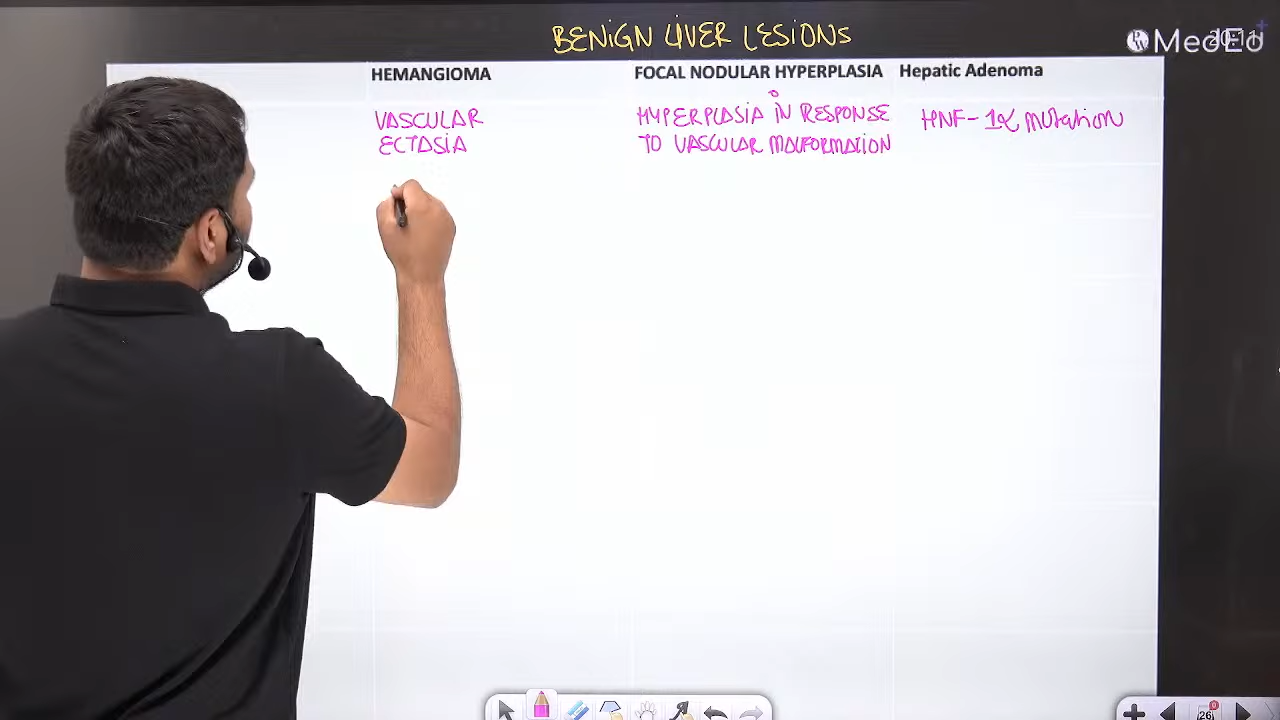 BENIGN LIVER LESIONS
MedEd
HEMANGIOMA
FOCAL NODULAR HYPERPLASIA
Hepatic Adenoma
VASCULAR
ECTASIA
HYPERPLASIA IN RESPONSE
TO VASCULAR MALFORMATION
HNF-1α mutation
26